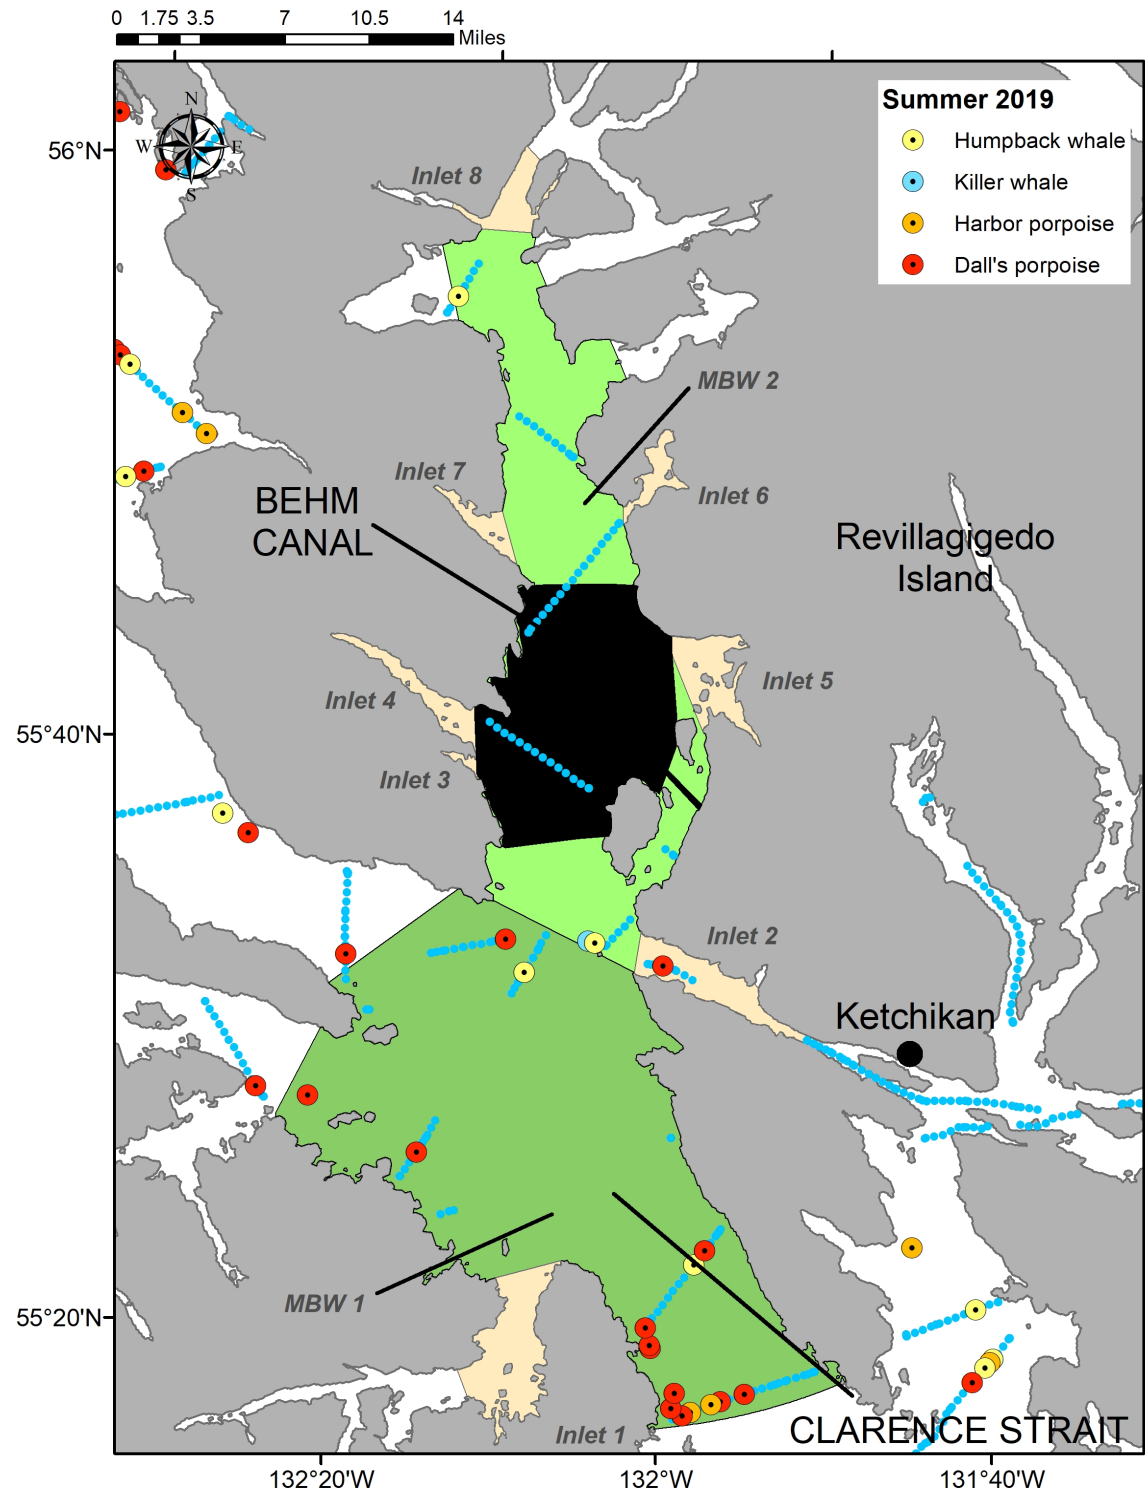 0 1.75 3.5 7 10.5 14
Miles
N
W E
S
56°N
Summer 2019
Humpback whale
Killer whale
Harbor porpoise
Dall's porpoise
Inlet 8
MBW 2
Inlet 7
Inlet 6
BEHM
CANAL
Revillagigedo
Island
Inlet 5
Inlet 4
55°40'N
Inlet 3
Inlet 2
Ketchikan
MBW 1
55°20'N
Inlet 1
CLARENCE STRAIT
132°20'W 132°W 131°40'W